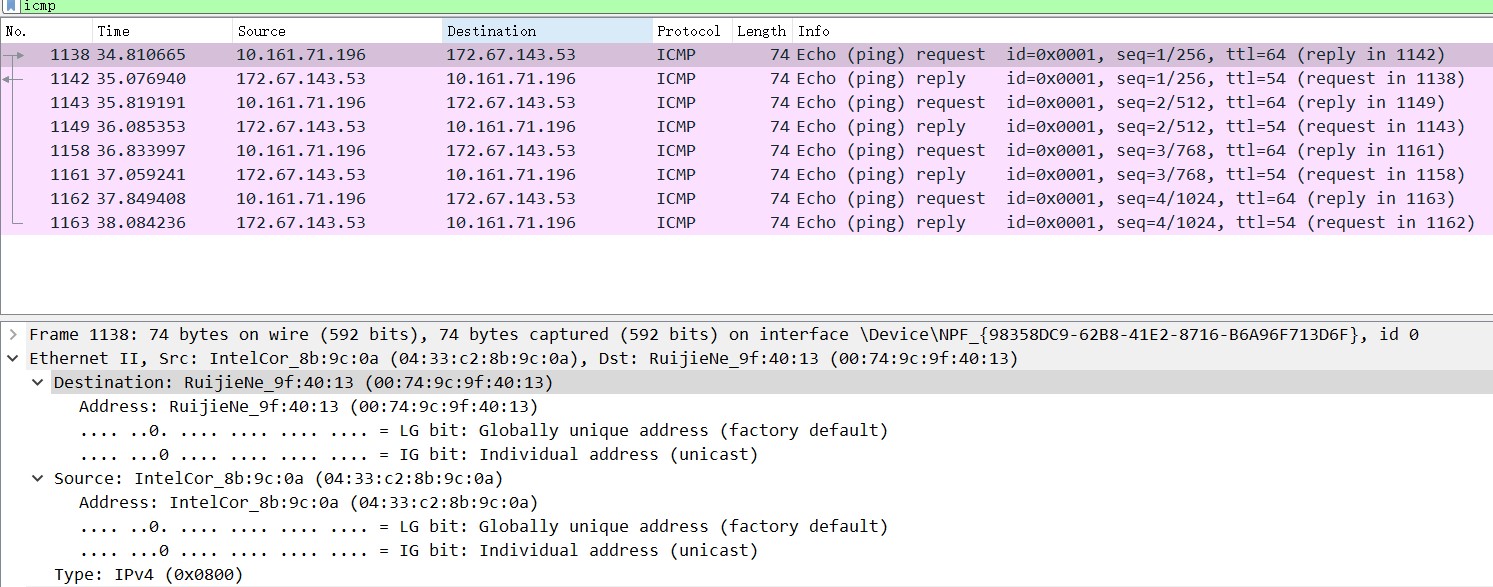 icmp
No. Time Source Destination Protocol Length Info
1138 34.810665 10.161.71.196 172.67.143.53 ICMP 74 Echo (ping) request id=0x0001, seq=1/256, ttl=64 (reply in 1142)
1142 35.076940 172.67.143.53 10.161.71.196 ICMP 74 Echo (ping) reply id=0x0001, seq=1/256, ttl=54 (request in 1138)
1143 35.819191 10.161.71.196 172.67.143.53 ICMP 74 Echo (ping) request id=0x0001, seq=2/512, ttl=64 (reply in 1149)
1149 36.085353 172.67.143.53 10.161.71.196 ICMP 74 Echo (ping) reply id=0x0001, seq=2/512, ttl=54 (request in 1143)
1158 36.833997 10.161.71.196 172.67.143.53 ICMP 74 Echo (ping) request id=0x0001, seq=3/768, ttl=64 (reply in 1161)
1161 37.059241 172.67.143.53 10.161.71.196 ICMP 74 Echo (ping) reply id=0x0001, seq=3/768, ttl=54 (request in 1158)
1162 37.849408 10.161.71.196 172.67.143.53 ICMP 74 Echo (ping) request id=0x0001, seq=4/1024, ttl=64 (reply in 1163)
1163 38.084236 172.67.143.53 10.161.71.196 ICMP 74 Echo (ping) reply id=0x0001, seq=4/1024, ttl=54 (request in 1162)
Frame 1138: 74 bytes on wire (592 bits), 74 bytes captured (592 bits) on interface \Device\NPF_{98358DC9-62B8-41E2-8716-B6A96F713D6F}, id 0
Ethernet II, Src: IntelCor_8b:9c:0a (04:33:c2:8b:9c:0a), Dst: RuijieNe_9f:40:13 (00:74:9c:9f:40:13)
Destination: RuijieNe_9f:40:13 (00:74:9c:9f:40:13)
Address: RuijieNe_9f:40:13 (00:74:9c:9f:40:13)
.... ..0. .... .... .... .... = LG bit: Globally unique address (factory default)
.... ...0 .... .... .... .... = IG bit: Individual address (unicast)
Source: IntelCor_8b:9c:0a (04:33:c2:8b:9c:0a)
Address: IntelCor_8b:9c:0a (04:33:c2:8b:9c:0a)
.... ..0. .... .... .... .... = LG bit: Globally unique address (factory default)
.... ...0 .... .... .... .... = IG bit: Individual address (unicast)
Type: IPv4 (0x0800)